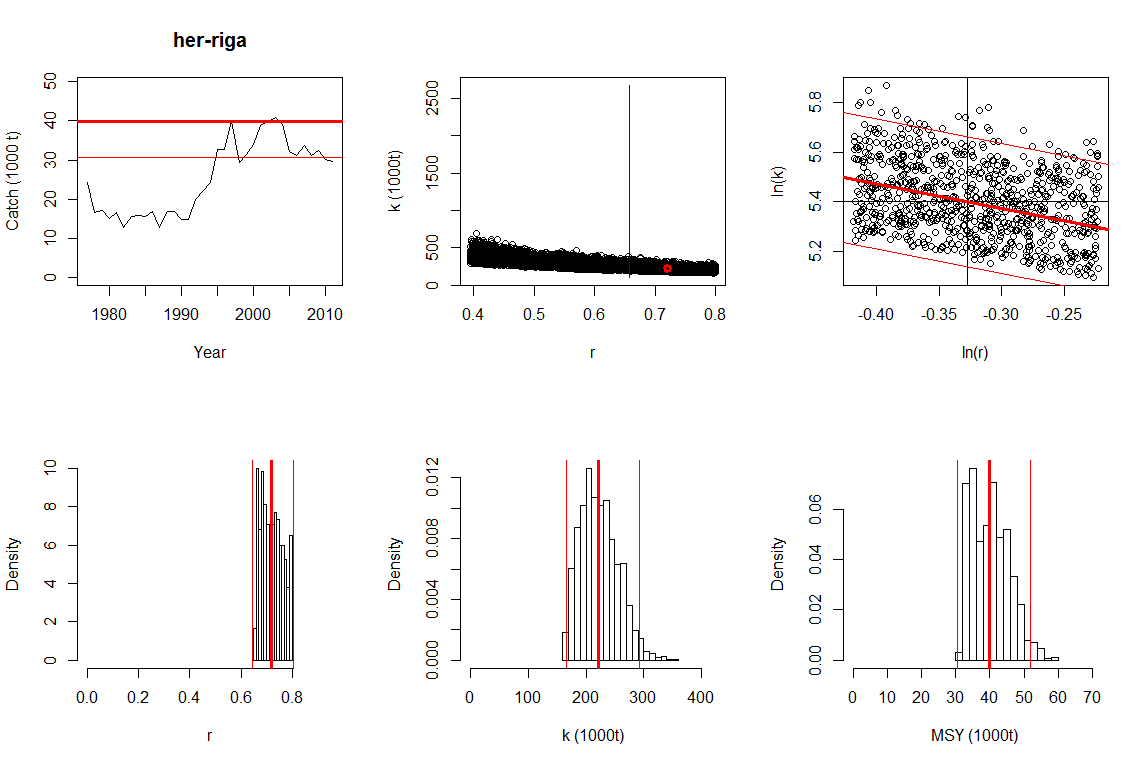 her-riga
Catch (1000 t)
50
40
30
20
10
0
1980 1990 2000 2010
Year
k (1000t)
2500
1500
500
0
0.4 0.5 0.6 0.7 0.8
r
ln(k)
5.8
5.6
5.4
5.2
-0.40 -0.35 -0.30 -0.25
ln(r)
Density
10
8
6
4
2
0
0.0 0.2 0.4 0.6 0.8
r
Density
0.012
0.008
0.004
0.000
0 100 200 300 400
k (1000t)
Density
0.06
0.04
0.02
0.00
0 10 20 30 40 50 60 70
MSY (1000t)